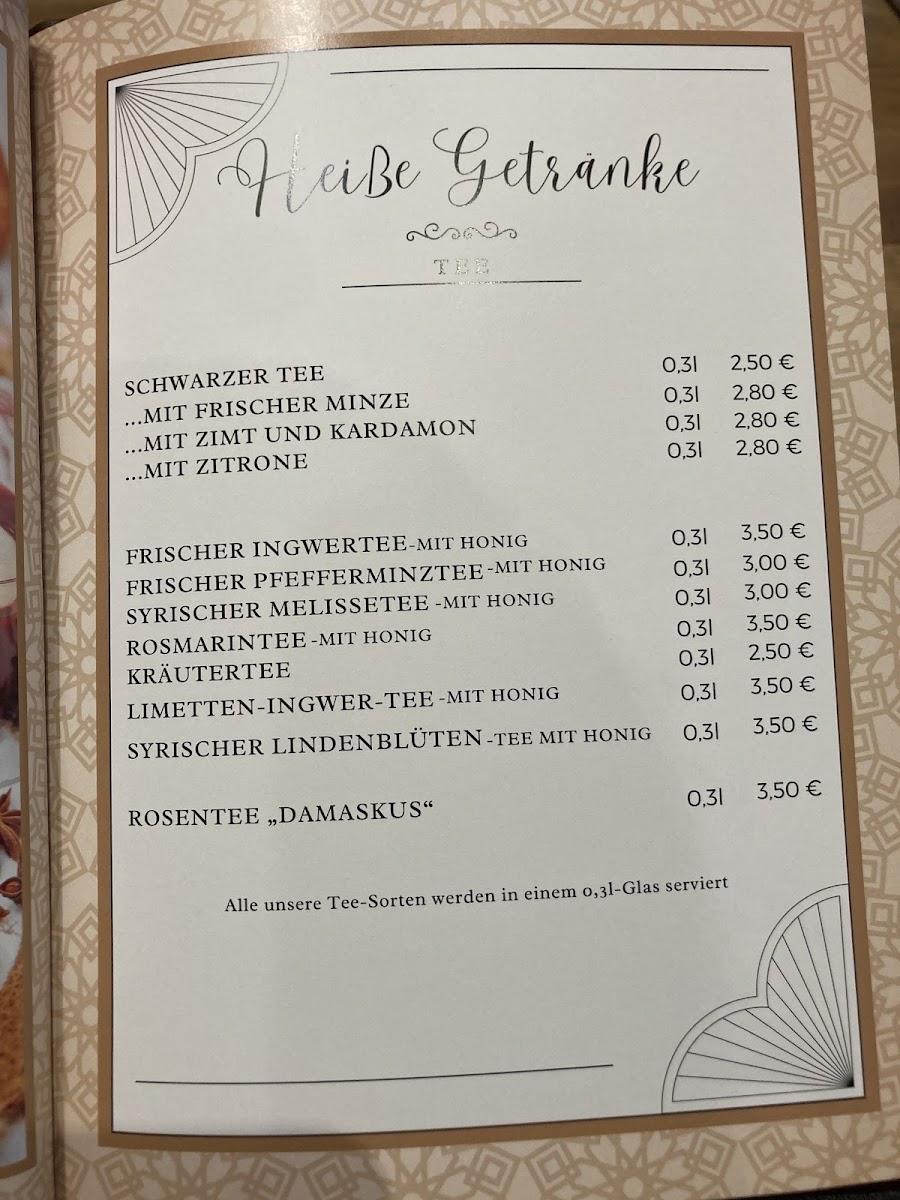 Heiße Getränke
TEE
SCHWARZER TEE 0,3l 2,50 €
...MIT FRISCHER MINZE 0,3l 2,80 €
...MIT ZIMT UND KARDAMON 0,3l 2,80 €
...MIT ZITRONE 0,3l 2,80 €
FRISCHER INGWERTEE-MIT HONIG 0,3l 3,50 €
FRISCHER PFEFFERMINZTEE-MIT HONIG 0,3l 3,00 €
SYRISCHER MELISSETEE -MIT HONIG 0,3l 3,00 €
ROSMARINTEE-MIT HONIG 0,3l 3,50 €
KRÄUTERTEE 0,3l 2,50 €
LIMETTEN-INGWER-TEE -MIT HONIG 0,3l 3,50 €
SYRISCHER LINDENBLÜTEN-TEE MIT HONIG 0,3l 3,50 €
ROSENTEE „DAMASKUS“ 0,3l 3,50 €
Alle unsere Tee-Sorten werden in einem 0,3l-Glas serviert